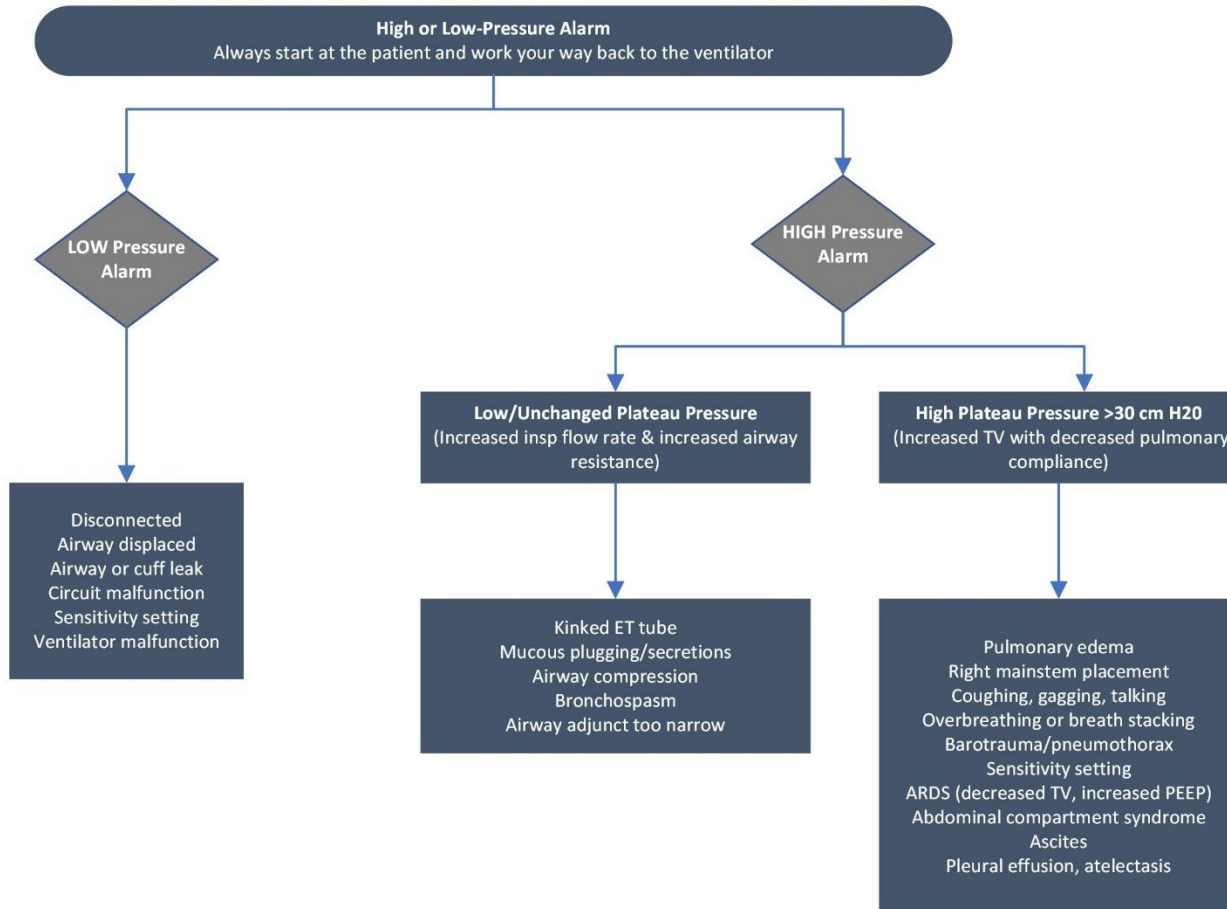 High or Low-Pressure Alarm
Always start at the patient and work your way back to the ventilator
LOW Pressure
Alarm
HIGH Pressure
Alarm
Low/Unchanged Plateau Pressure
(Increased insp flow rate & increased airway
resistance)
High Plateau Pressure >30 cm H20
(Increased TV with decreased pulmonary
compliance)
Disconnected
Airway displaced
Airway or cuff leak
Circuit malfunction
Sensitivity setting
Ventilator malfunction
Kinked ET tube
Mucous plugging/secretions
Airway compression
Bronchospasm
Airway adjunct too narrow
Pulmonary edema
Right mainstem placement
Coughing, gagging, talking
Overbreathing or breath stacking
Barotrauma/pneumothorax
Sensitivity setting
ARDS (decreased TV, increased PEEP)
Abdominal compartment syndrome
Ascites
Pleural effusion, atelectasis